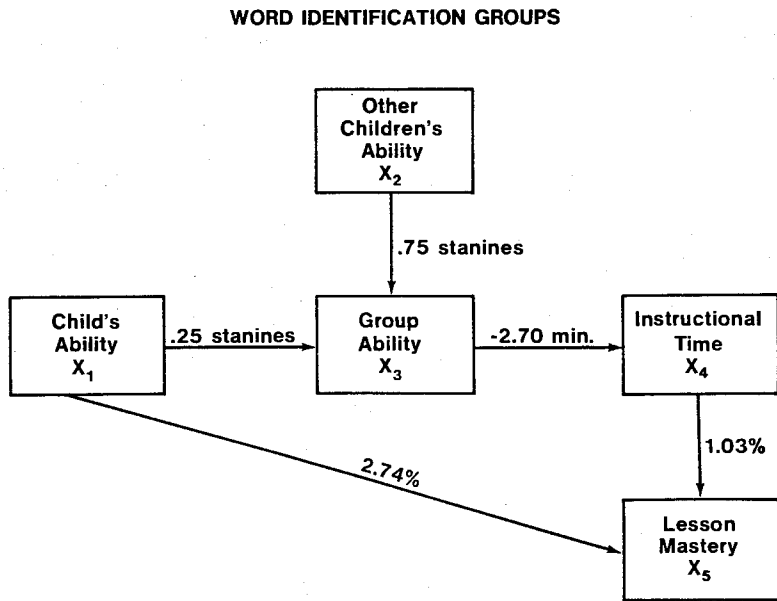 WORD IDENTIFICATION GROUPS
Other
Children's
Ability
X₂
.75 stanines
Child's
Ability
X₁
.25 stanines
Group
Ability
X₃
-2.70 min.
Instructional
Time
X₄
1.03%
2.74%
Lesson
Mastery
X₅